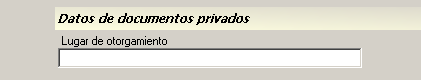 Datos de documentos privados
Lugar de otorgamiento